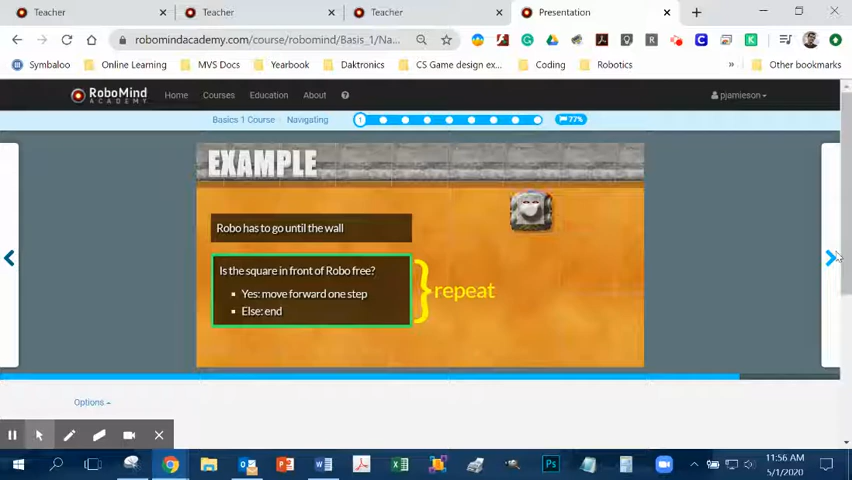 Teacher
Teacher
Teacher
Presentation
robomindacademy.com/course/robomind/Basis_1/Na...
Symbaloo
Online Learning
MVS Docs
Yearbook
Daktronics
CS Game design ex...
Coding
Robotics
»
Other bookmarks
ROBOMIND
ACADEMY
Home
Courses
Education
About
pjamieson
Basics 1 Course
Navigating
1
77%
EXAMPLE
Robo has to go until the wall
Is the square in front of Robo free?
Yes: move forward one step
Else: end
repeat
Options
11:56 AM
5/1/2020